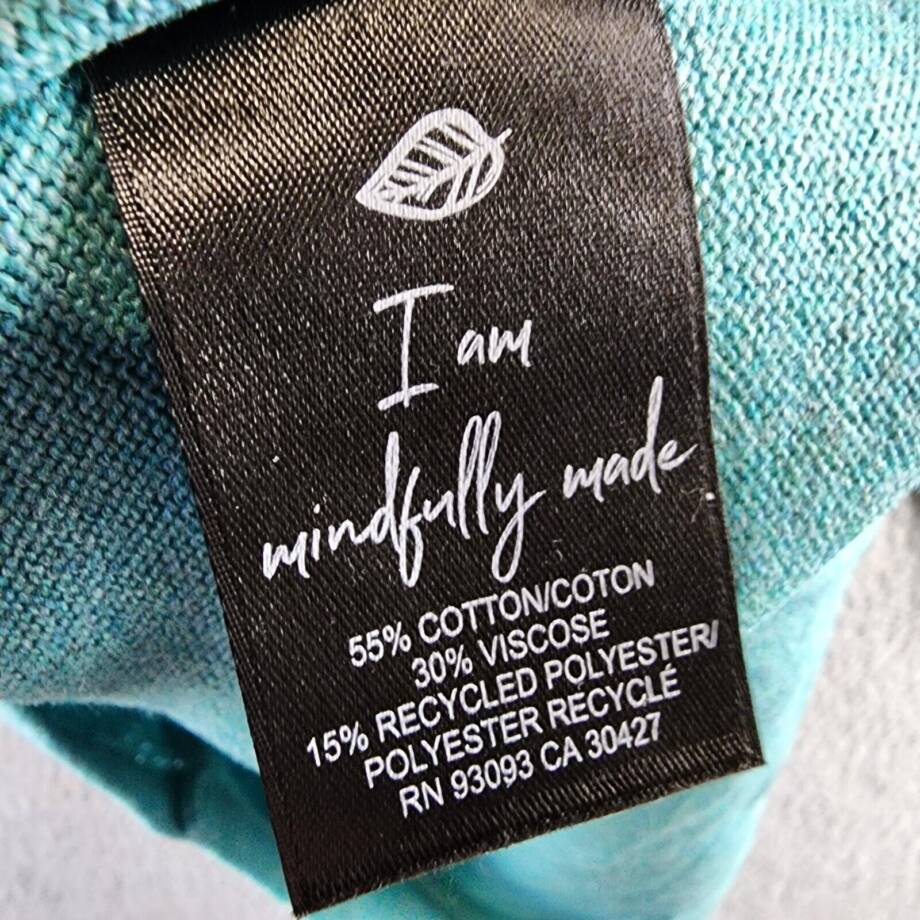 I am
mindfully made
55% COTTON/COTON
30% VISCOSE
15% RECYCLED POLYESTER/
POLYESTER RECYCLÉ
RN 93093 CA 30427